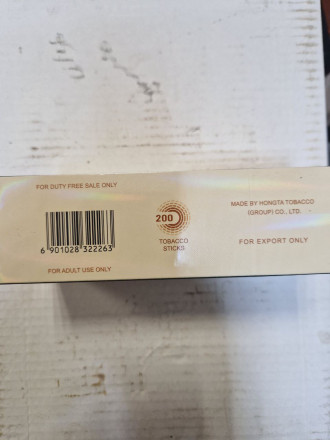 FOR DUTY FREE SALE ONLY
6 901028 322263
FOR ADULT USE ONLY
200
TOBACCO
STICKS
MADE BY HONGTA TOBACCO
(GROUP) CO., LTD.
FOR EXPORT ONLY